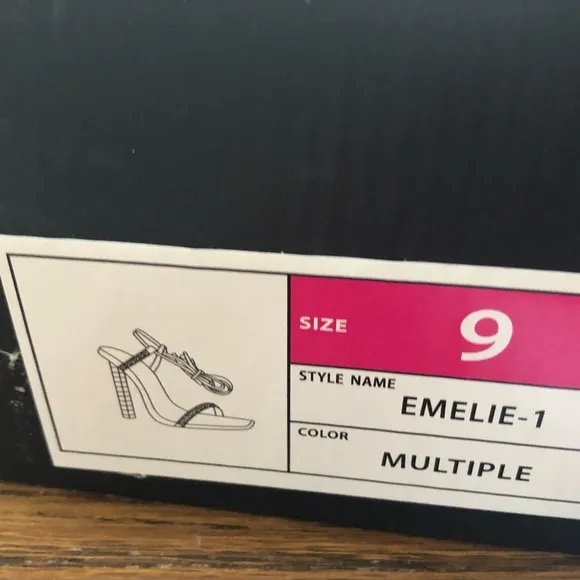 SIZE 9
STYLE NAME
EMELIE-1
COLOR
MULTIPLE